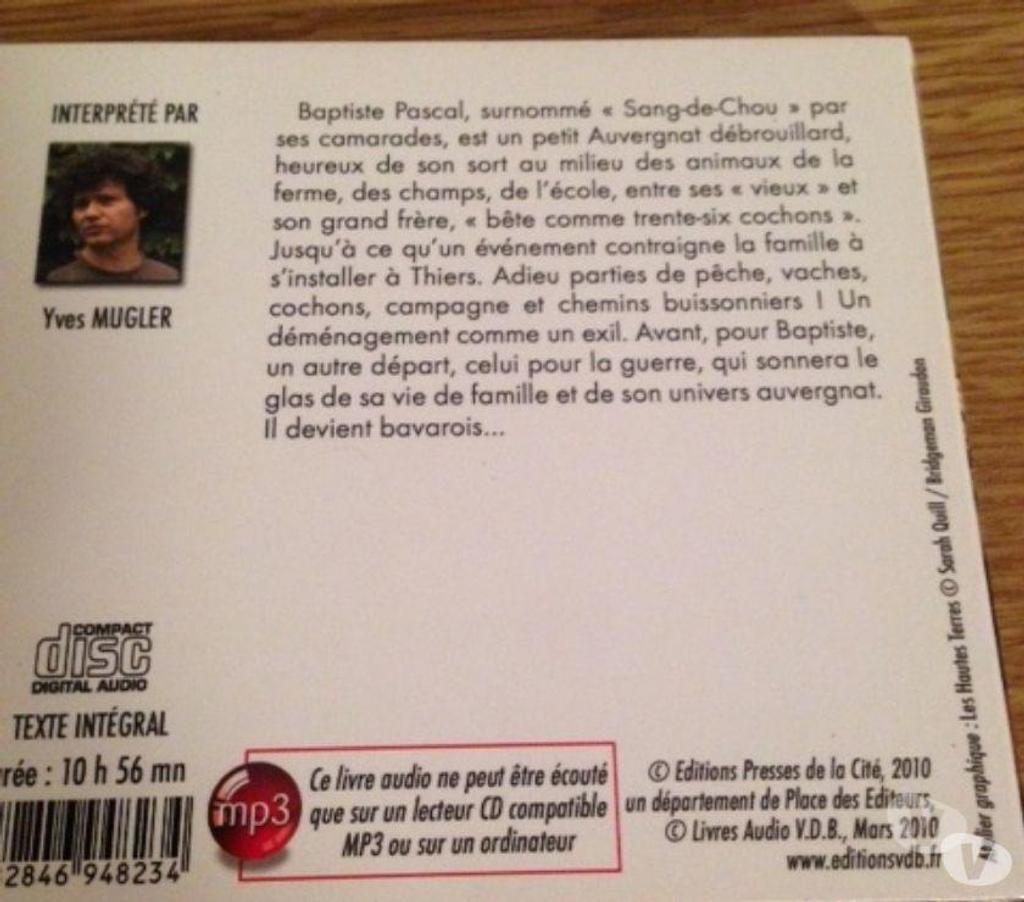 INTERPRÉTÉ PAR
Yves MUGLER
Baptiste Pascal, surnommé « Sang-de-Chou » par
ses camarades, est un petit Auvergnat débrouillard,
heureux de son sort au milieu des animaux de la
ferme, des champs, de l'école, entre ses « vieux » et
son grand frère, « bête comme trente-six cochons ».
Jusqu'à ce qu'un événement contraigne la famille à
s'installer à Thiers. Adieu parties de pêche, vaches,
cochons, campagne et chemins buissonniers ! Un
déménagement comme un exil. Avant, pour Baptiste,
un autre départ, celui pour la guerre, qui sonnera le
glas de sa vie de famille et de son univers auvergnat.
Il devient bavarois...
COMPACT
disc
DIGITAL AUDIO
TEXTE INTÉGRAL
rée : 10 h 56 mn
2846 948234
mp3
Ce livre audio ne peut être écouté
que sur un lecteur CD compatible
MP3 ou sur un ordinateur
© Editions Presses de la Cité, 2010
un département de Place des Editeurs,
© Livres Audio V.D.B., Mars 2010
www.editionsvdb.fr
Atelier graphique : Les Hautes Terres © Sarah Quill / Bridgeman Giraudon
V